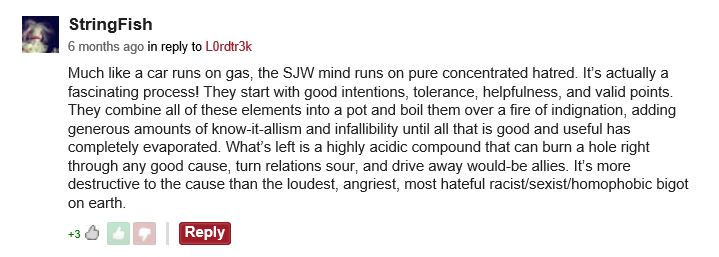 StringFish
6 months ago in reply to L0rdtr3k
Much like a car runs on gas, the SJW mind runs on pure concentrated hatred. It's actually a
fascinating process! They start with good intentions, tolerance, helpfulness, and valid points.
They combine all of these elements into a pot and boil them over a fire of indignation, adding
generous amounts of know-it-allism and infallibility until all that is good and useful has
completely evaporated. What's left is a highly acidic compound that can burn a hole right
through any good cause, turn relations sour, and drive away would-be allies. It's more
destructive to the cause than the loudest, angriest, most hateful racist/sexist/homophobic bigot
on earth.
+3 Reply